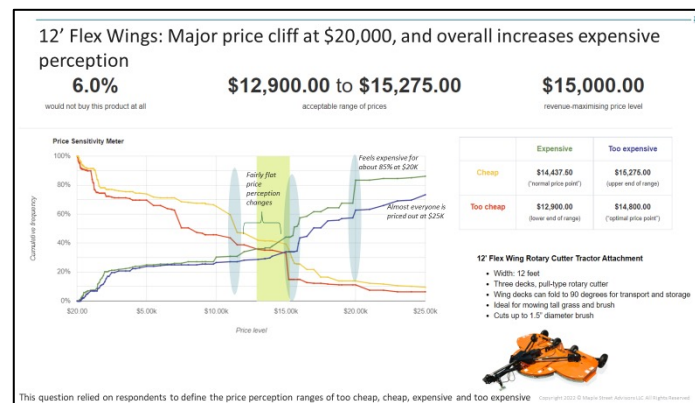 12’ Flex Wings: Major price cliff at $20,000, and overall increases expensive
perception
6.0%
would not buy this product at all
$12,900.00 to $15,275.00
acceptable range of prices
$15,000.00
revenue-maximising price level
Price Sensitivity Meter
Cumulative frequency
100%
80%
60%
40%
20%
0%
Fairly flat
price
perception
changes
Feels expensive for
about 85% at $20K
Almost everyone is
priced out at $25K
$20.00
$5.00k
$10.00k
$15.00k
$20.00k
$25.00k
Price level
Expensive
Too expensive
Cheap
$14,437.50
("normal price point")
$15,275.00
(upper end of range)
Too cheap
$12,900.00
(lower end of range)
$14,800.00
("optimal price point")
12' Flex Wing Rotary Cutter Tractor Attachment
• Width: 12 feet
• Three decks, pull-type rotary cutter
• Wing decks can fold to 90 degrees for transport and storage
• Ideal for mowing tall grass and brush
• Cuts up to 1.5" diameter brush
This question relied on respondents to define the price perception ranges of too cheap, cheap, expensive and too expensive
Copyright 2022 © Maple Street Advisors LLC All Rights Reserved